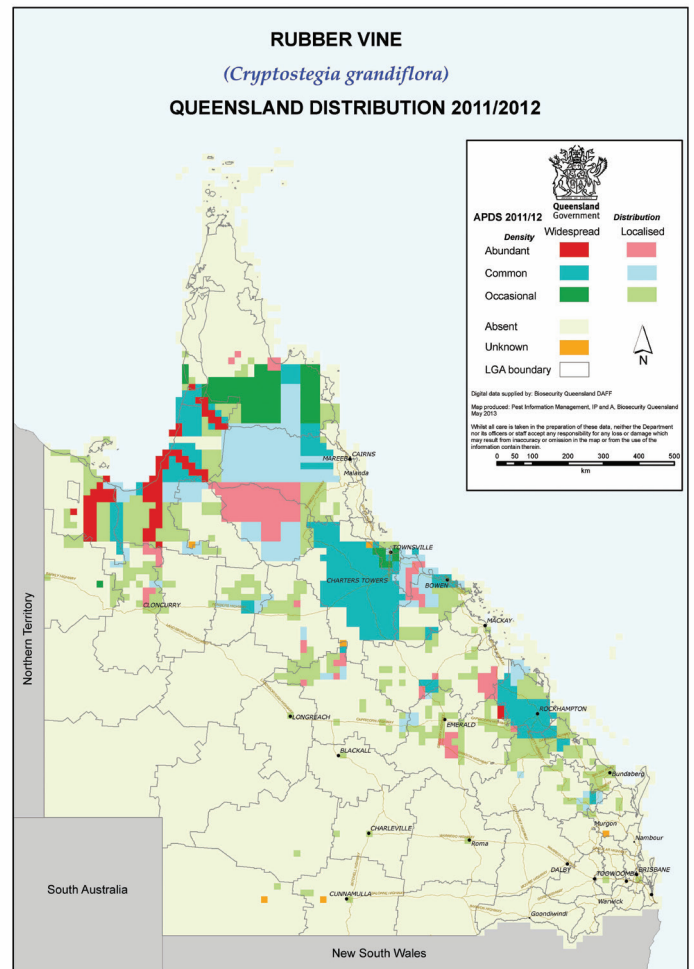 RUBBER VINE
(Cryptostegia grandiflora)
QUEENSLAND DISTRIBUTION 2011/2012
Queensland
Government
APDS 2011/12
Distribution
Density
Widespread
Localised
Abundant
Common
Occasional
Absent
Unknown
LGA boundary
N
Digital data supplied by: Biosecurity Queensland DAFF
Map produced: Pest Information Management, IP and A, Biosecurity Queensland
May 2013
Whilst all care is taken in the preparation of these data, neither the Department
nor its officers or staff accept any responsibility for any loss or damage which
may result from inaccuracy or omission in the map or from the use of the
information contain therein.
0 50 100 200 300 400 500
km
CAIRNS
MAREEBA
Malanda
TOWNSVILLE
CHARTERS TOWERS
BOWEN
CLONCURRY
MACKAY
Northern Territory
LONGREACH
EMERALD
ROCKHAMPTON
BLACKALL
Bundaberg
CHARLEVILLE
Roma
Murgon
Nambour
DALBY
TOOWOOMBA
BRISBANE
South Australia
CUNNAMULLA
Warwick
Goondiwindi
New South Wales